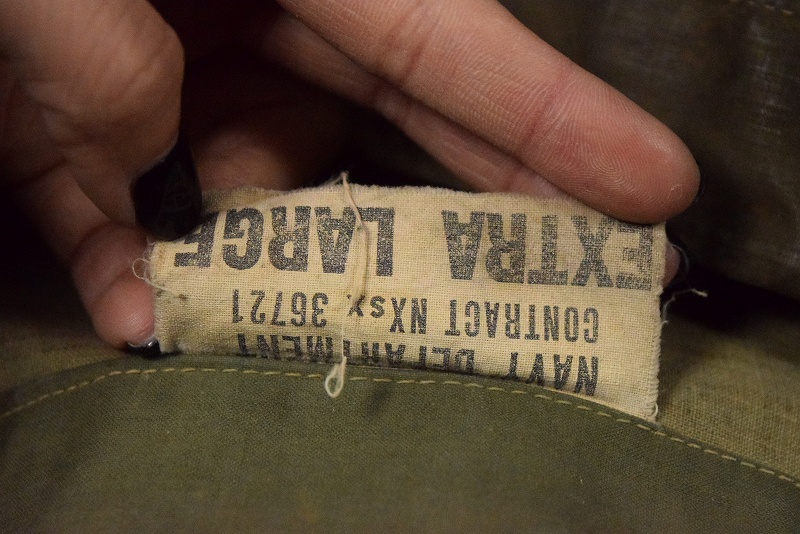 NAVY DEPARTMENT
CONTRACT NXsx 36721
EXTRA LARGE